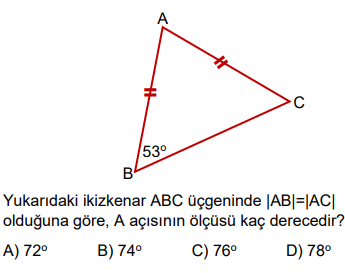 A
C
53°
B
Yukarıdaki ikizkenar ABC üçgeninde |AB|=|AC|
olduğuna göre, A açısının ölçüsü kaç derecedir?
A) 72° B) 74° C) 76° D) 78°